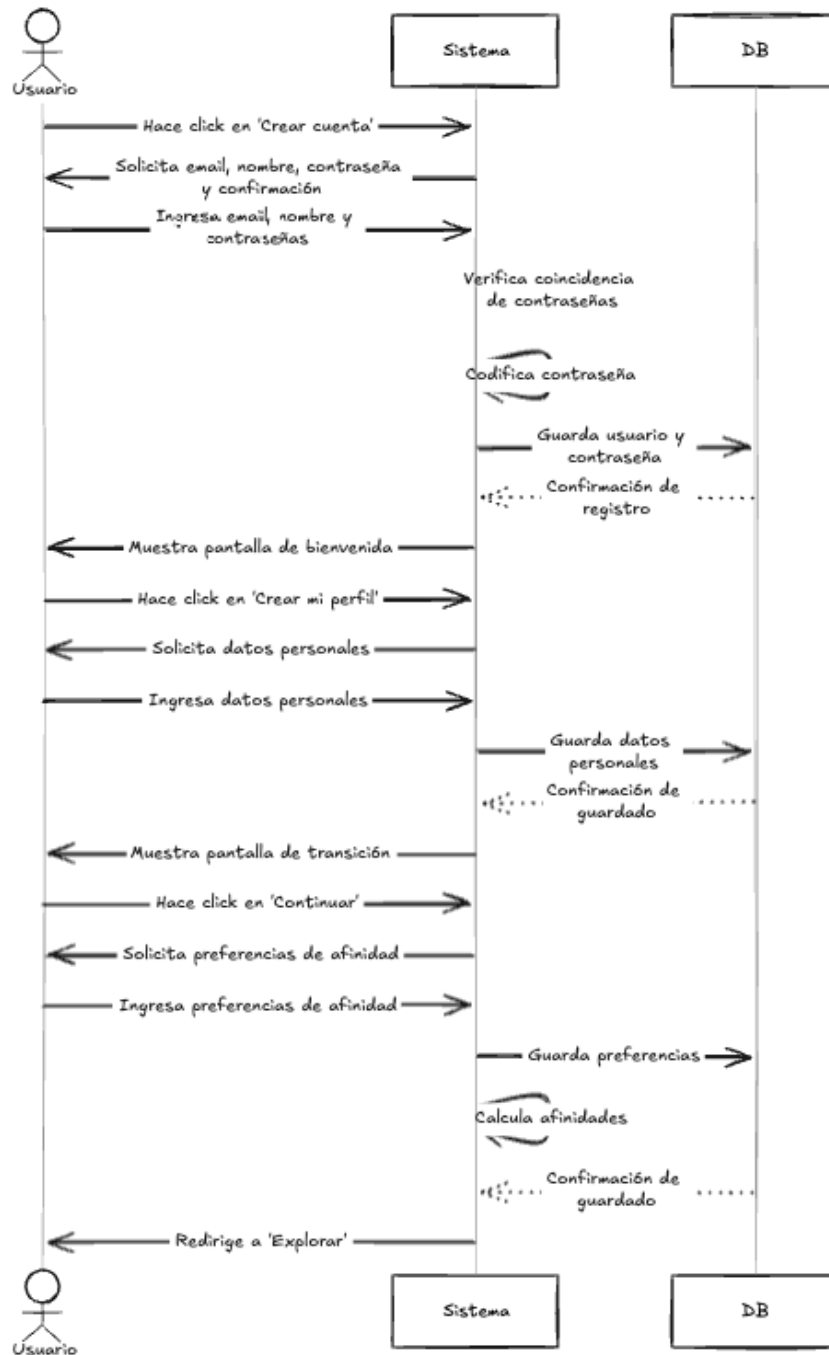 Sistema
DB
Usuario
Hace click en 'Crear cuenta'
Solicita email, nombre, contraseña
y confirmación
Ingresa email, nombre y
contraseñas
Verifica coincidencia
de contraseñas
Codifica contraseña
Guarda usuario y
contraseña
Confirmación de
registro
Muestra pantalla de bienvenida
Hace click en 'Crear mi perfil'
Solicita datos personales
Ingresa datos personales
Guarda datos
personales
Confirmación de
guardado
Muestra pantalla de transición
Hace click en 'Continuar'
Solicita preferencias de afinidad
Ingresa preferencias de afinidad
Guarda preferencias
Calcula afinidades
Confirmación de
guardado
Redirige a 'Explorar'
Sistema
DB
Usuario